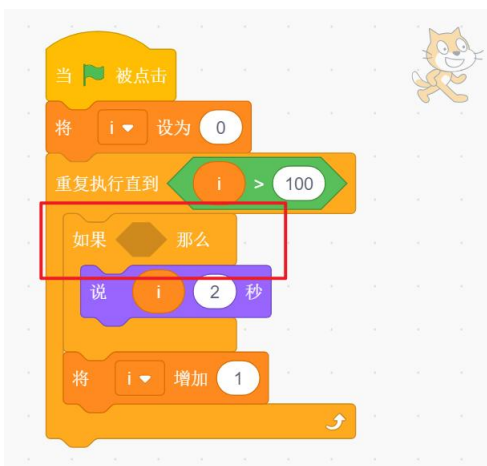 当 被点击
将 i 设为 0
重复执行直到 i > 100
如果 那么
说 i 2 秒
将 i 增加 1